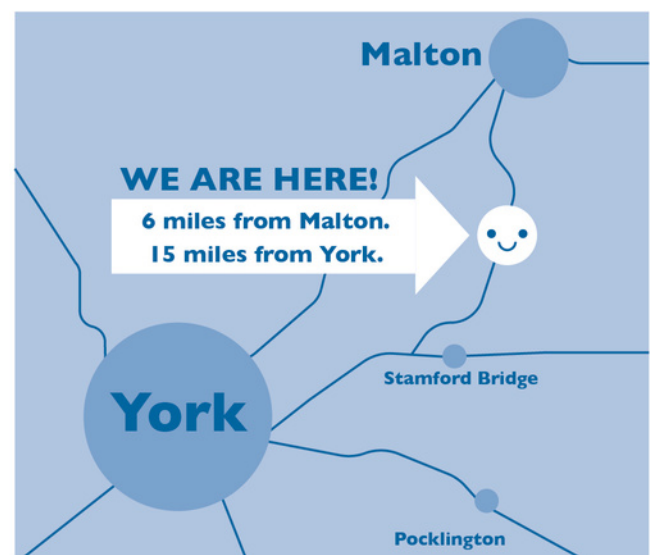 Malton
WE ARE HERE!
6 miles from Malton.
15 miles from York.
Stamford Bridge
York
Pocklington